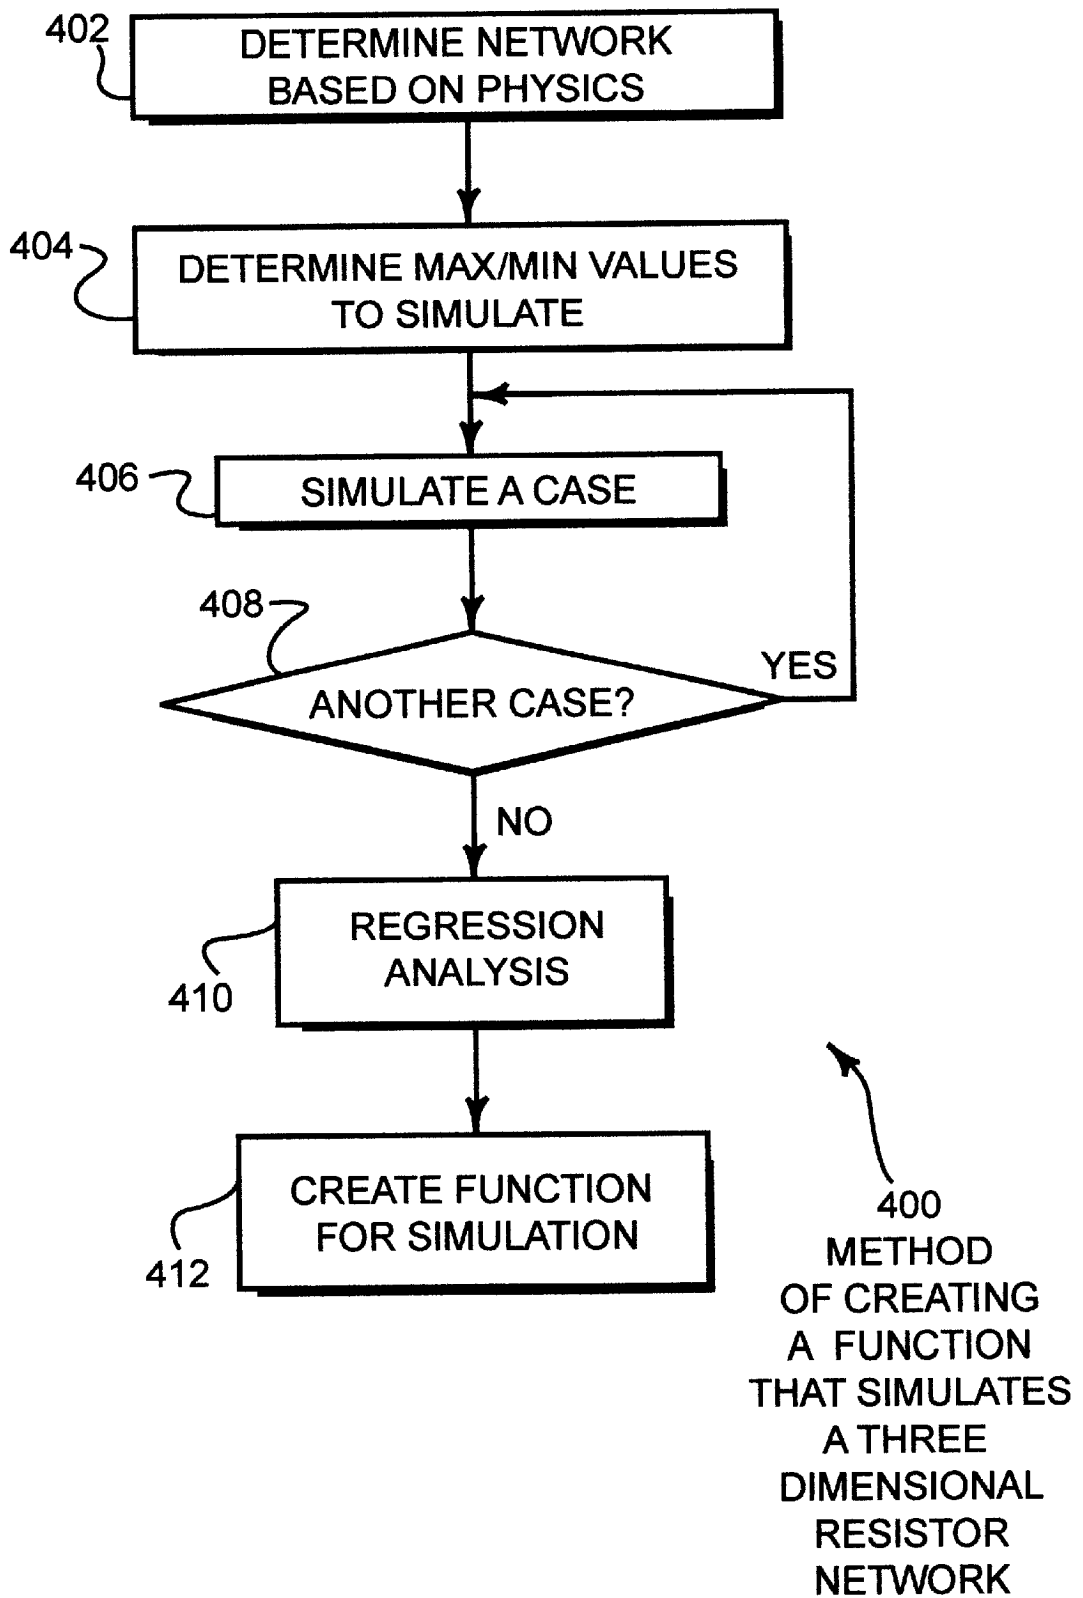 402
DETERMINE NETWORK
BASED ON PHYSICS
404
DETERMINE MAX/MIN VALUES
TO SIMULATE
406
SIMULATE A CASE
408
ANOTHER CASE?
YES
NO
REGRESSION
ANALYSIS
410
CREATE FUNCTION
FOR SIMULATION
412
400
METHOD
OF CREATING
A FUNCTION
THAT SIMULATES
A THREE
DIMENSIONAL
RESISTOR
NETWORK